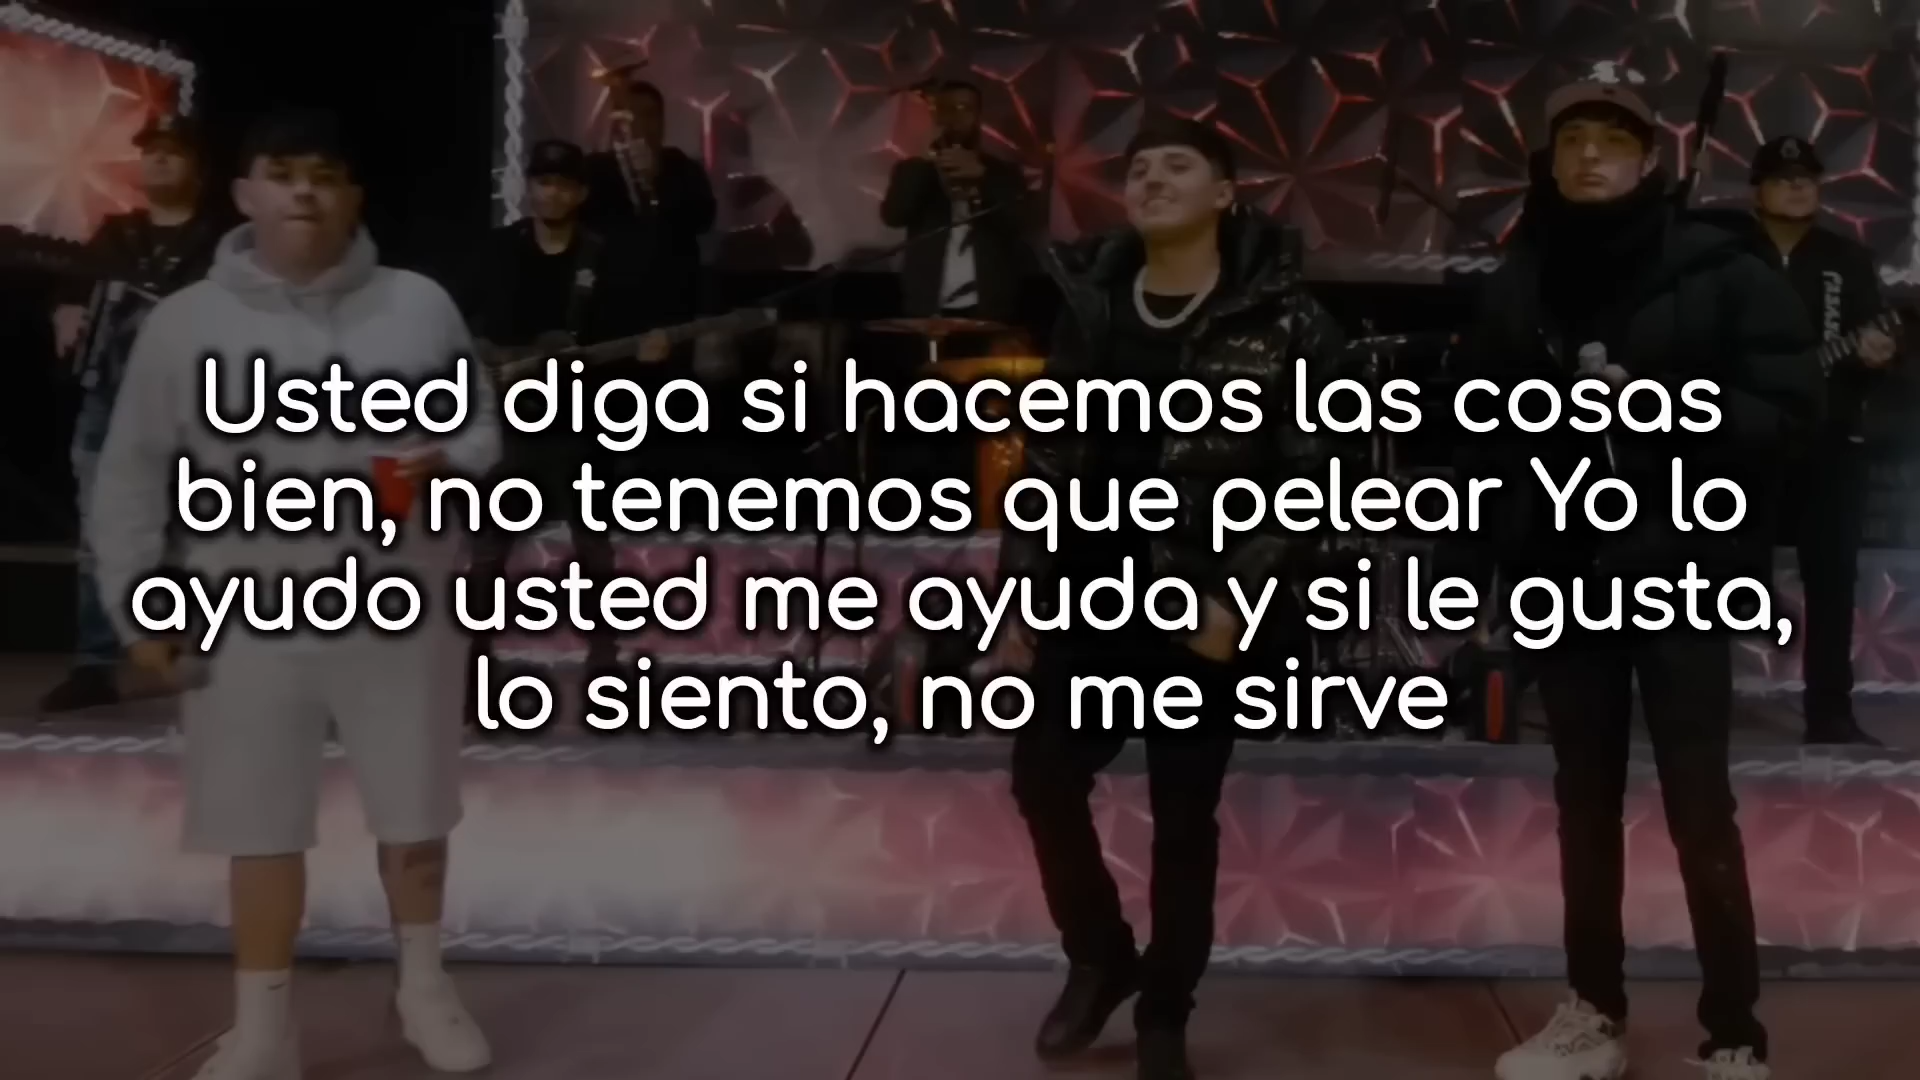 Usted diga si hacemos las cosas
bien, no tenemos que pelear Yo lo
ayudo usted me ayuda y si le gusta,
lo siento, no me sirve